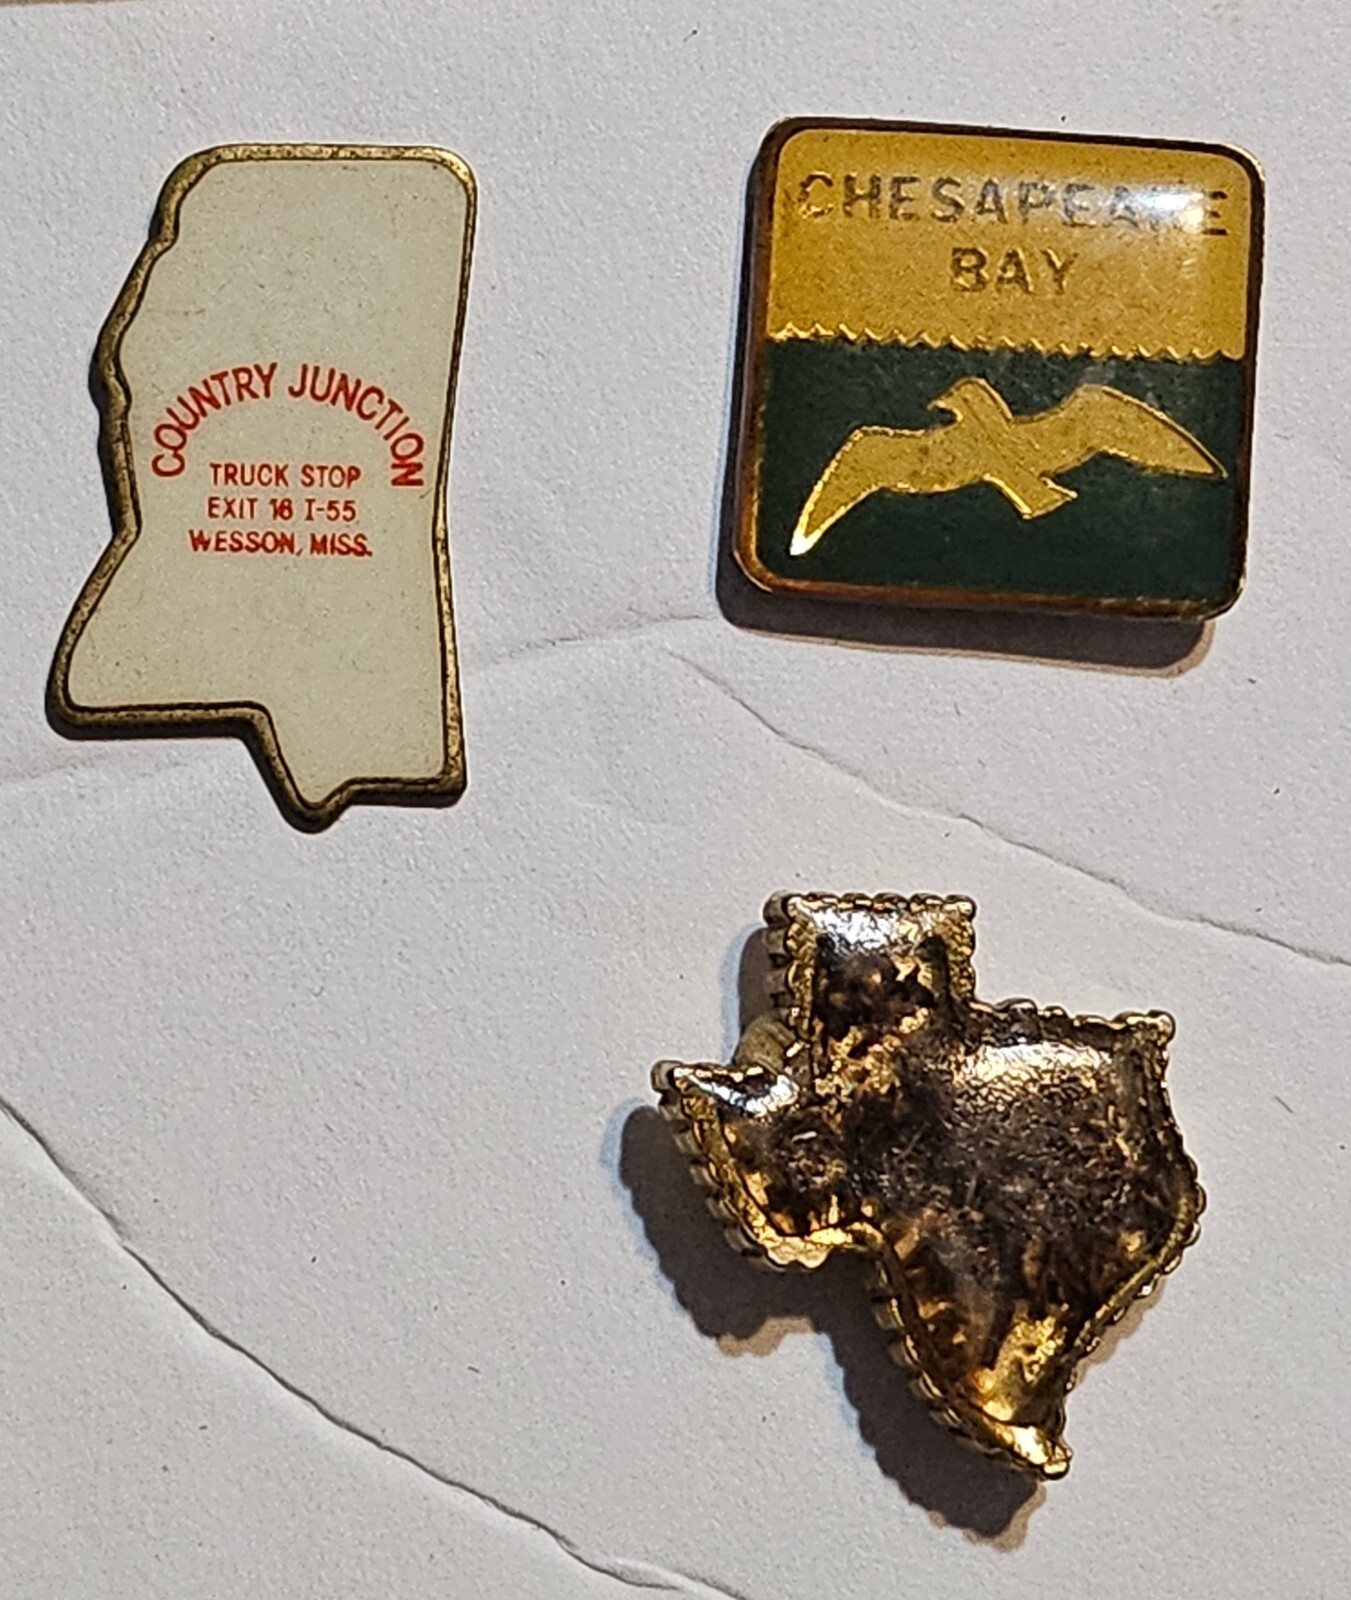 COUNTRY JUNCTION
TRUCK STOP
EXIT 16 I-55
WESSON, MISS.
CHESAPEAKE
BAY